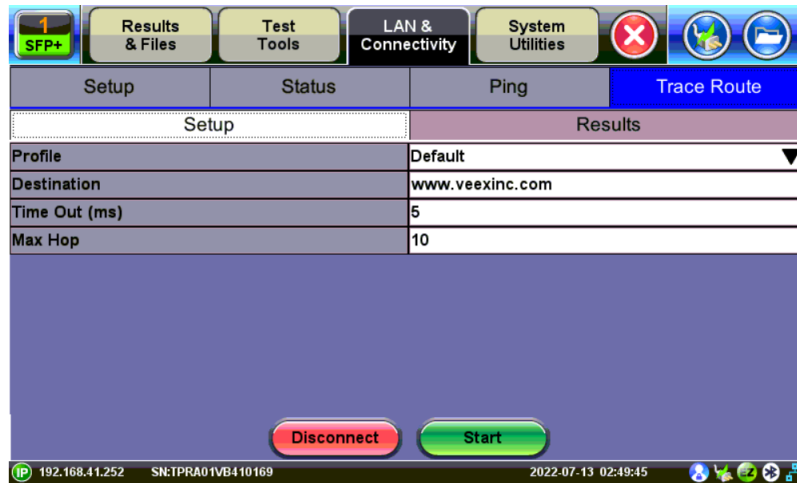 1
SFP+
Results
& Files
Test
Tools
LAN &
Connectivity
System
Utilities
Setup
Status
Ping
Trace Route
Setup
Results
Profile
Default
Destination
www.veexinc.com
Time Out (ms)
5
Max Hop
10
Disconnect
Start
IP 192.168.41.252 SN:TPRA01VB410169 2022-07-13 02:49:45 eZ